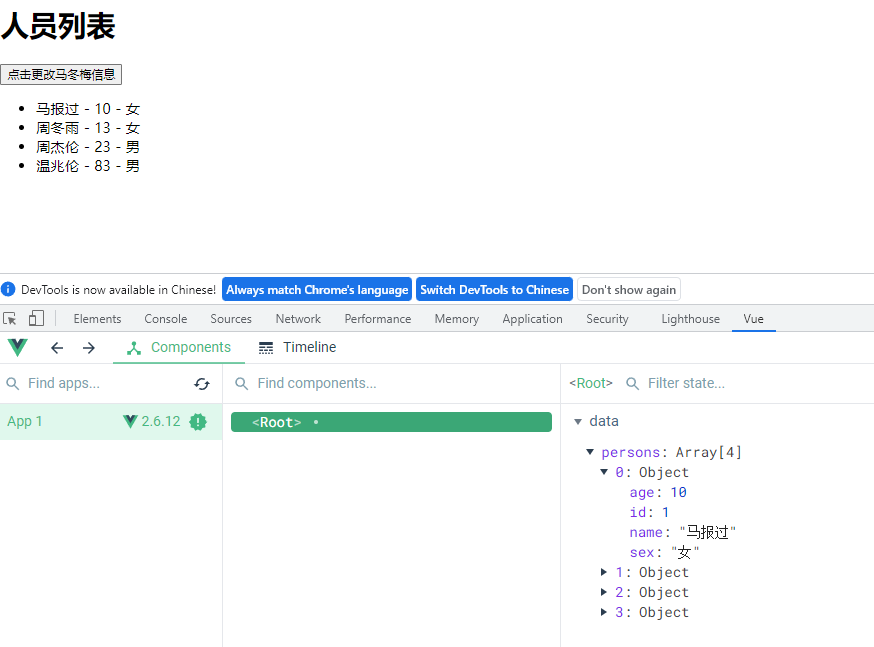 人员列表
点击更改马冬梅信息
马报过 - 10 - 女
周冬雨 - 13 - 女
周杰伦 - 23 - 男
温兆伦 - 83 - 男
DevTools is now available in Chinese! Always match Chrome's language Switch DevTools to Chinese Don't show again
Elements Console Sources Network Performance Memory Application Security Lighthouse Vue
Components Timeline
Find apps... Find components... <Root> Filter state...
App 1 2.6.12 <Root> data
persons: Array[4]
0: Object
age: 10
id: 1
name: "马报过"
sex: "女"
1: Object
2: Object
3: Object